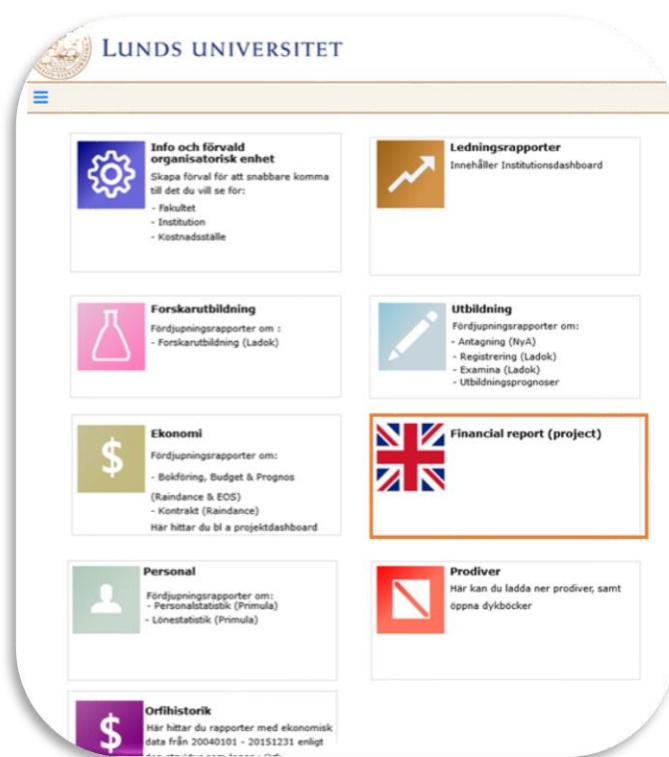 LUNDS UNIVERSITET
Info och förvald
organisatorisk enhet
Skapa förval för att snabbare komma
till det du vill se för:
- Fakultet
- Institution
- Kostnadsställe
Ledningsrapporter
Innehåller Institutionsdashboard
Forskarutbildning
Fördjupningsrapporter om :
- Forskarutbildning (Ladok)
Utbildning
Fördjupningsrapporter om:
- Antagning (NyA)
- Registrering (Ladok)
- Examina (Ladok)
- Utbildningsprognoser
$
Ekonomi
Fördjupningsrapporter om:
- Bokföring, Budget & Prognos
(Raindance & EOS)
- Kontrakt (Raindance)
Här hittar du bl a projektdashboard
Financial report (project)
Personal
Fördjupningsrapporter om:
- Personalstatistik (Primula)
- Lönestatistik (Primula)
Prodiver
Här kan du ladda ner prodiver, samt
öppna dykböcker
$
Orfihistorik
Här hittar du rapporter med ekonomisk
data från 20040101 - 20151231 enligt